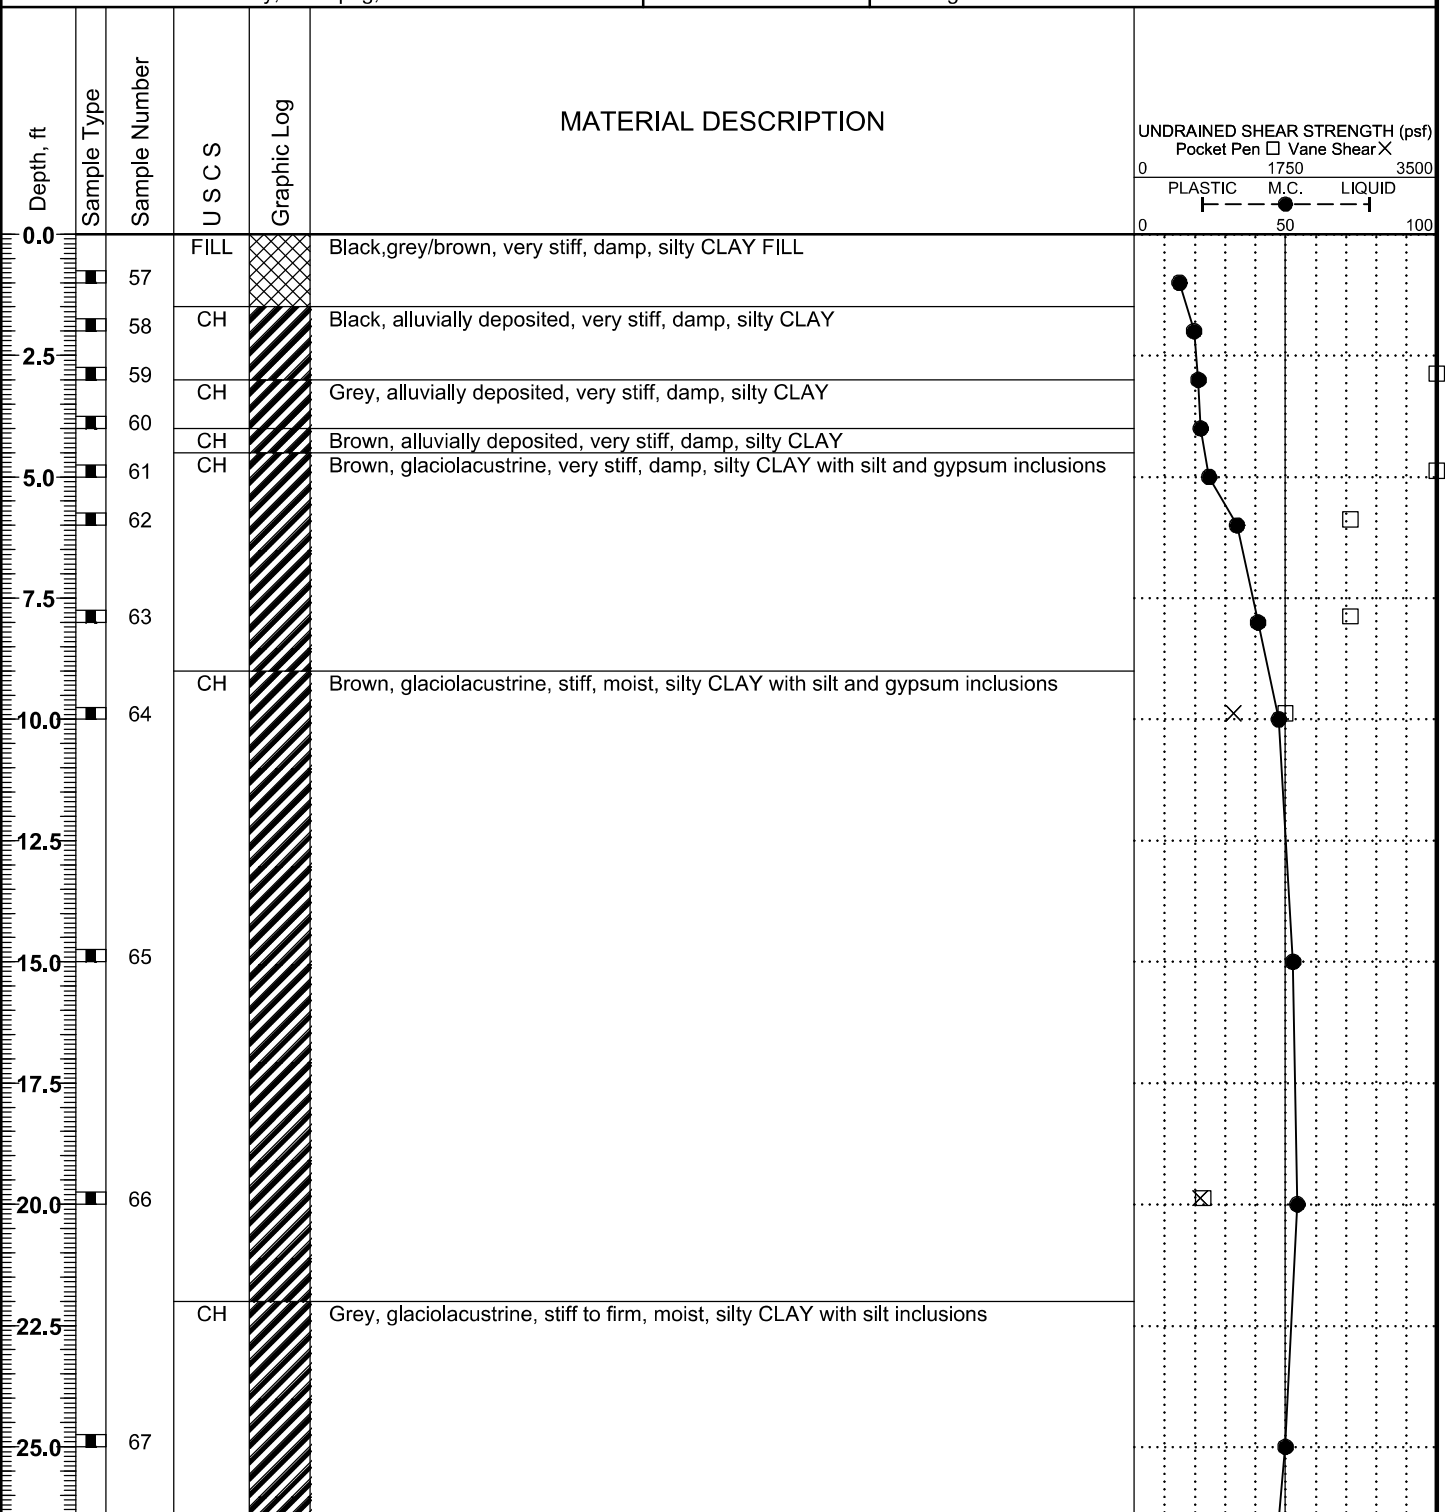 Depth, ft
Sample Type
Sample Number
U S C S
Graphic Log
MATERIAL DESCRIPTION
UNDRAINED SHEAR STRENGTH (psf)
Pocket Pen □ Vane Shear ×
0 1750 3500
PLASTIC M.C. LIQUID
0 50 100
0.0
FILL Black,grey/brown, very stiff, damp, silty CLAY FILL
57
CH Black, alluvially deposited, very stiff, damp, silty CLAY
58
2.5
59
CH Grey, alluvially deposited, very stiff, damp, silty CLAY
60
CH Brown, alluvially deposited, very stiff, damp, silty CLAY
CH Brown, glaciolacustrine, very stiff, damp, silty CLAY with silt and gypsum inclusions
61
5.0
62
7.5
63
CH Brown, glaciolacustrine, stiff, moist, silty CLAY with silt and gypsum inclusions
64
10.0
12.5
65
15.0
17.5
66
20.0
CH Grey, glaciolacustrine, stiff to firm, moist, silty CLAY with silt inclusions
22.5
67
25.0